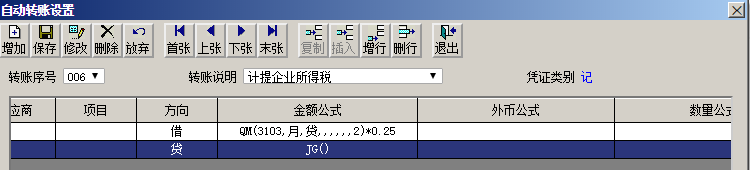 自动转账设置
增加 保存 修改 删除 放弃 首张 上张 下张 末张 复制 插入 增行 删行 退出
转账序号 006 转账说明 计提企业所得税 凭证类别 记
应商 项目 方向 金额公式 外币公式 数量公式
借 QM(3103,月,贷,,,,,,2)*0.25
贷 JG()